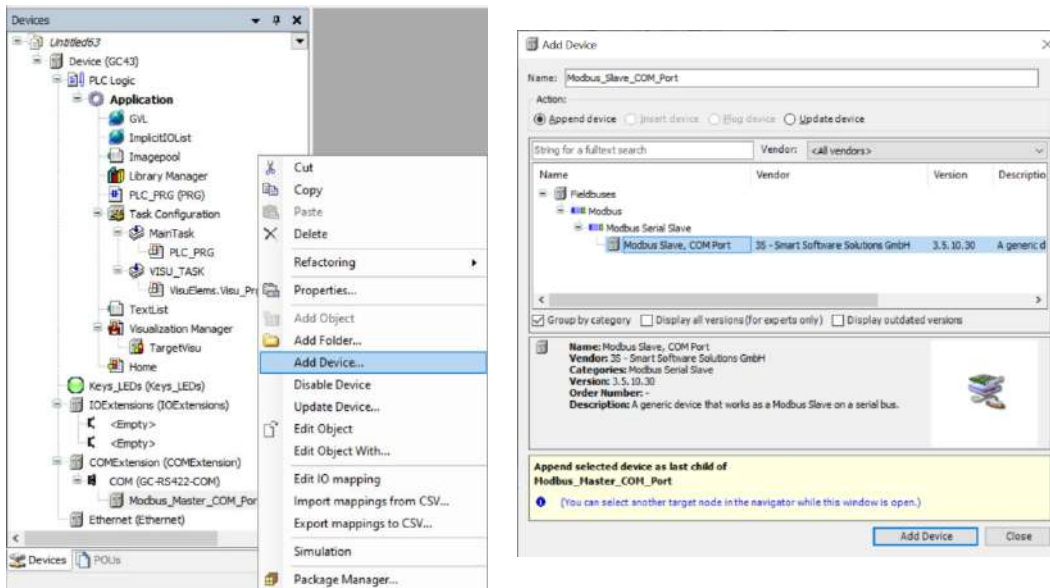 Devices
Untitled63
Device (GC43)
PLC Logic
Application
GVL
ImplicitIOList
Imagepool
Library Manager
PLC_PRG (PRG)
Task Configuration
MainTask
PLC_PRG
VISU_TASK
VisuElems.Visu_Pr
TextList
Visualization Manager
TargetVisu
Home
Keys_LEDs (Keys_LEDs)
IOExtensions (IOExtensions)
<Empty>
<Empty>
COMExtension (COMExtension)
COM (GC-RS422-COM)
Modbus_Master_COM_Por
Ethernet (Ethernet)
Devices POUs
Cut
Copy
Paste
Delete
Refactoring
Properties...
Add Object
Add Folder...
Add Device...
Disable Device
Update Device...
Edit Object
Edit Object With...
Edit IO mapping
Import mappings from CSV...
Export mappings to CSV...
Simulation
Package Manager...
Add Device
Name: Modbus_Slave_COM_Port
Action:
Append device Insert device Plug device Update device
String for a fulltext search Vendor: <All vendors>
Name Vendor Version Descriptio
Fieldbuses
Modbus
Modbus Serial Slave
Modbus Slave, COM Port 3S - Smart Software Solutions GmbH 3.5.10.30 A generic d
Group by category Display all versions (for experts only) Display outdated versions
Name: Modbus Slave, COM Port
Vendor: 3S - Smart Software Solutions GmbH
Categories: Modbus Serial Slave
Version: 3.5.10.30
Order Number: -
Description: A generic device that works as a Modbus Slave on a serial bus.
Append selected device as last child of
Modbus_Master_COM_Port
(You can select another target node in the navigator while this window is open.)
Add Device Close